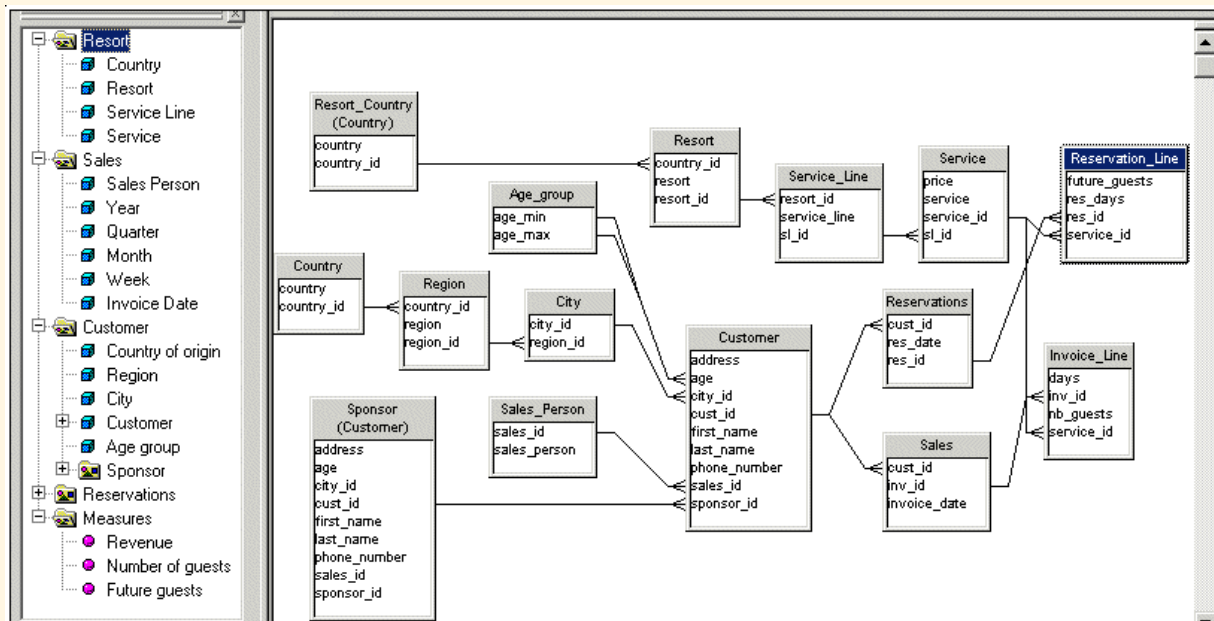 Resort
Country
Resort
Service Line
Service
Sales
Sales Person
Year
Quarter
Month
Week
Invoice Date
Customer
Country of origin
Region
City
Customer
Age group
Sponsor
Reservations
Measures
Revenue
Number of guests
Future guests
Resort_Country
(Country)
country
country_id
Resort
country_id
resort
resort_id
Service_Line
resort_id
service_line
sl_id
Service
price
service
service_id
sl_id
Reservation_Line
future_guests
res_days
res_id
service_id
Age_group
age_min
age_max
Country
country
country_id
Region
country_id
region
region_id
City
city_id
region_id
Customer
address
age
city_id
cust_id
first_name
last_name
phone_number
sales_id
sponsor_id
Reservations
cust_id
res_date
res_id
Invoice_Line
days
inv_id
nb_guests
service_id
Sponsor
(Customer)
address
age
city_id
cust_id
first_name
last_name
phone_number
sales_id
sponsor_id
Sales_Person
sales_id
sales_person
Sales
cust_id
inv_id
invoice_date